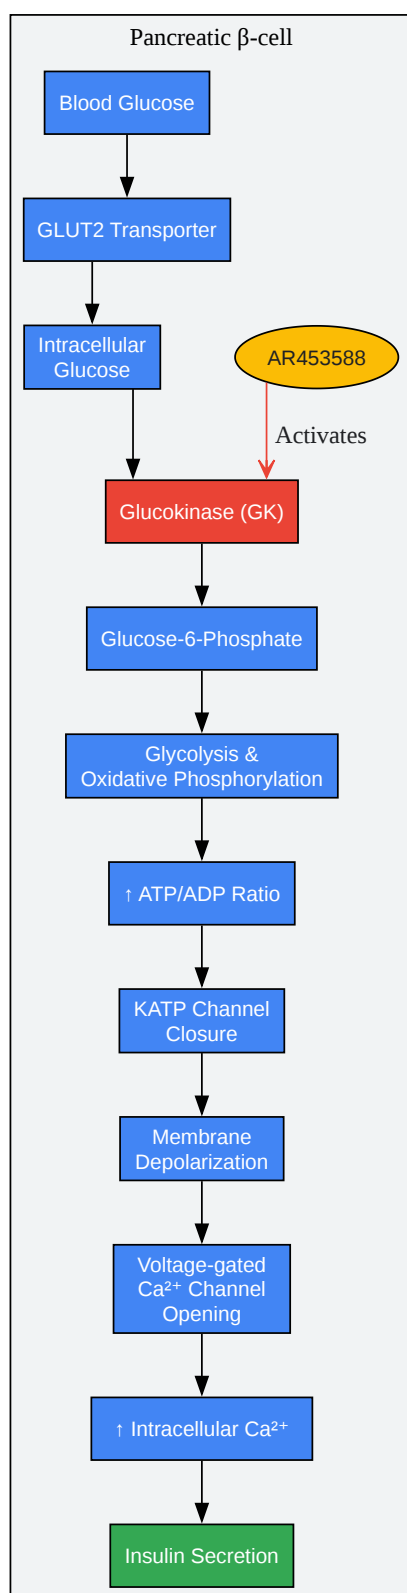 Pancreatic β-cell
Blood Glucose
GLUT2 Transporter
Intracellular
Glucose
AR453588
Activates
Glucokinase (GK)
Glucose-6-Phosphate
Glycolysis &
Oxidative Phosphorylation
↑ ATP/ADP Ratio
KATP Channel
Closure
Membrane
Depolarization
Voltage-gated
Ca²⁺ Channel
Opening
↑ Intracellular Ca²⁺
Insulin Secretion